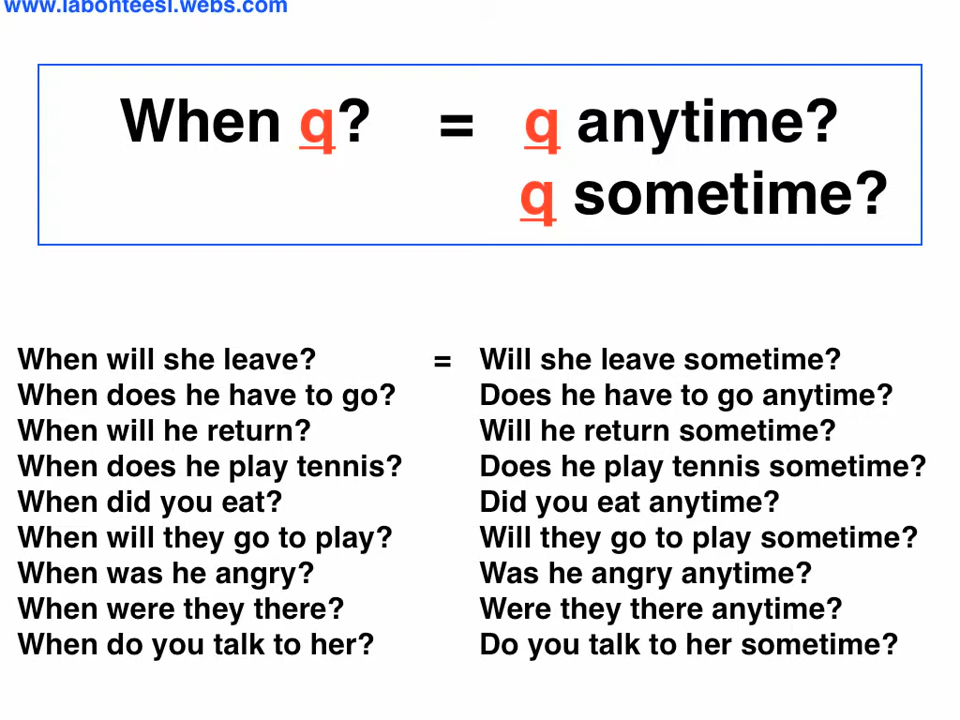 www.labonteesl.webs.com
When q? = q anytime?
q sometime?
When will she leave? = Will she leave sometime?
When does he have to go? Does he have to go anytime?
When will he return? Will he return sometime?
When does he play tennis? Does he play tennis sometime?
When did you eat? Did you eat anytime?
When will they go to play? Will they go to play sometime?
When was he angry? Was he angry anytime?
When were they there? Were they there anytime?
When do you talk to her? Do you talk to her sometime?